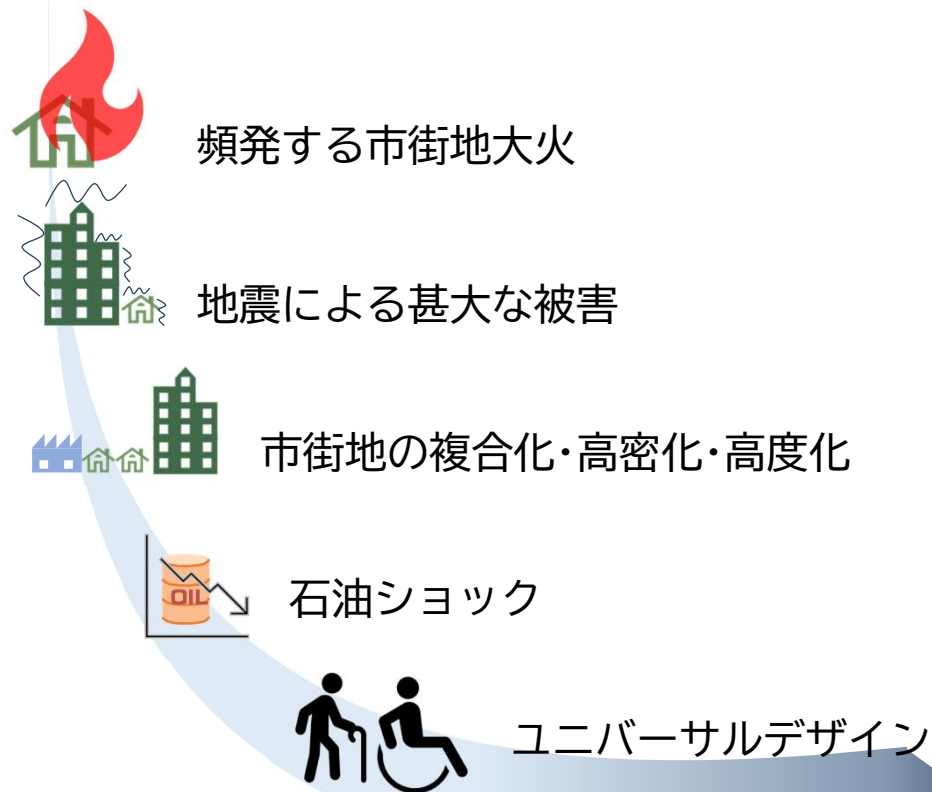 頻発する市街地大火
地震による甚大な被害
市街地の複合化・高密化・高度化
OIL
石油ショック
ユニバーサルデザイン